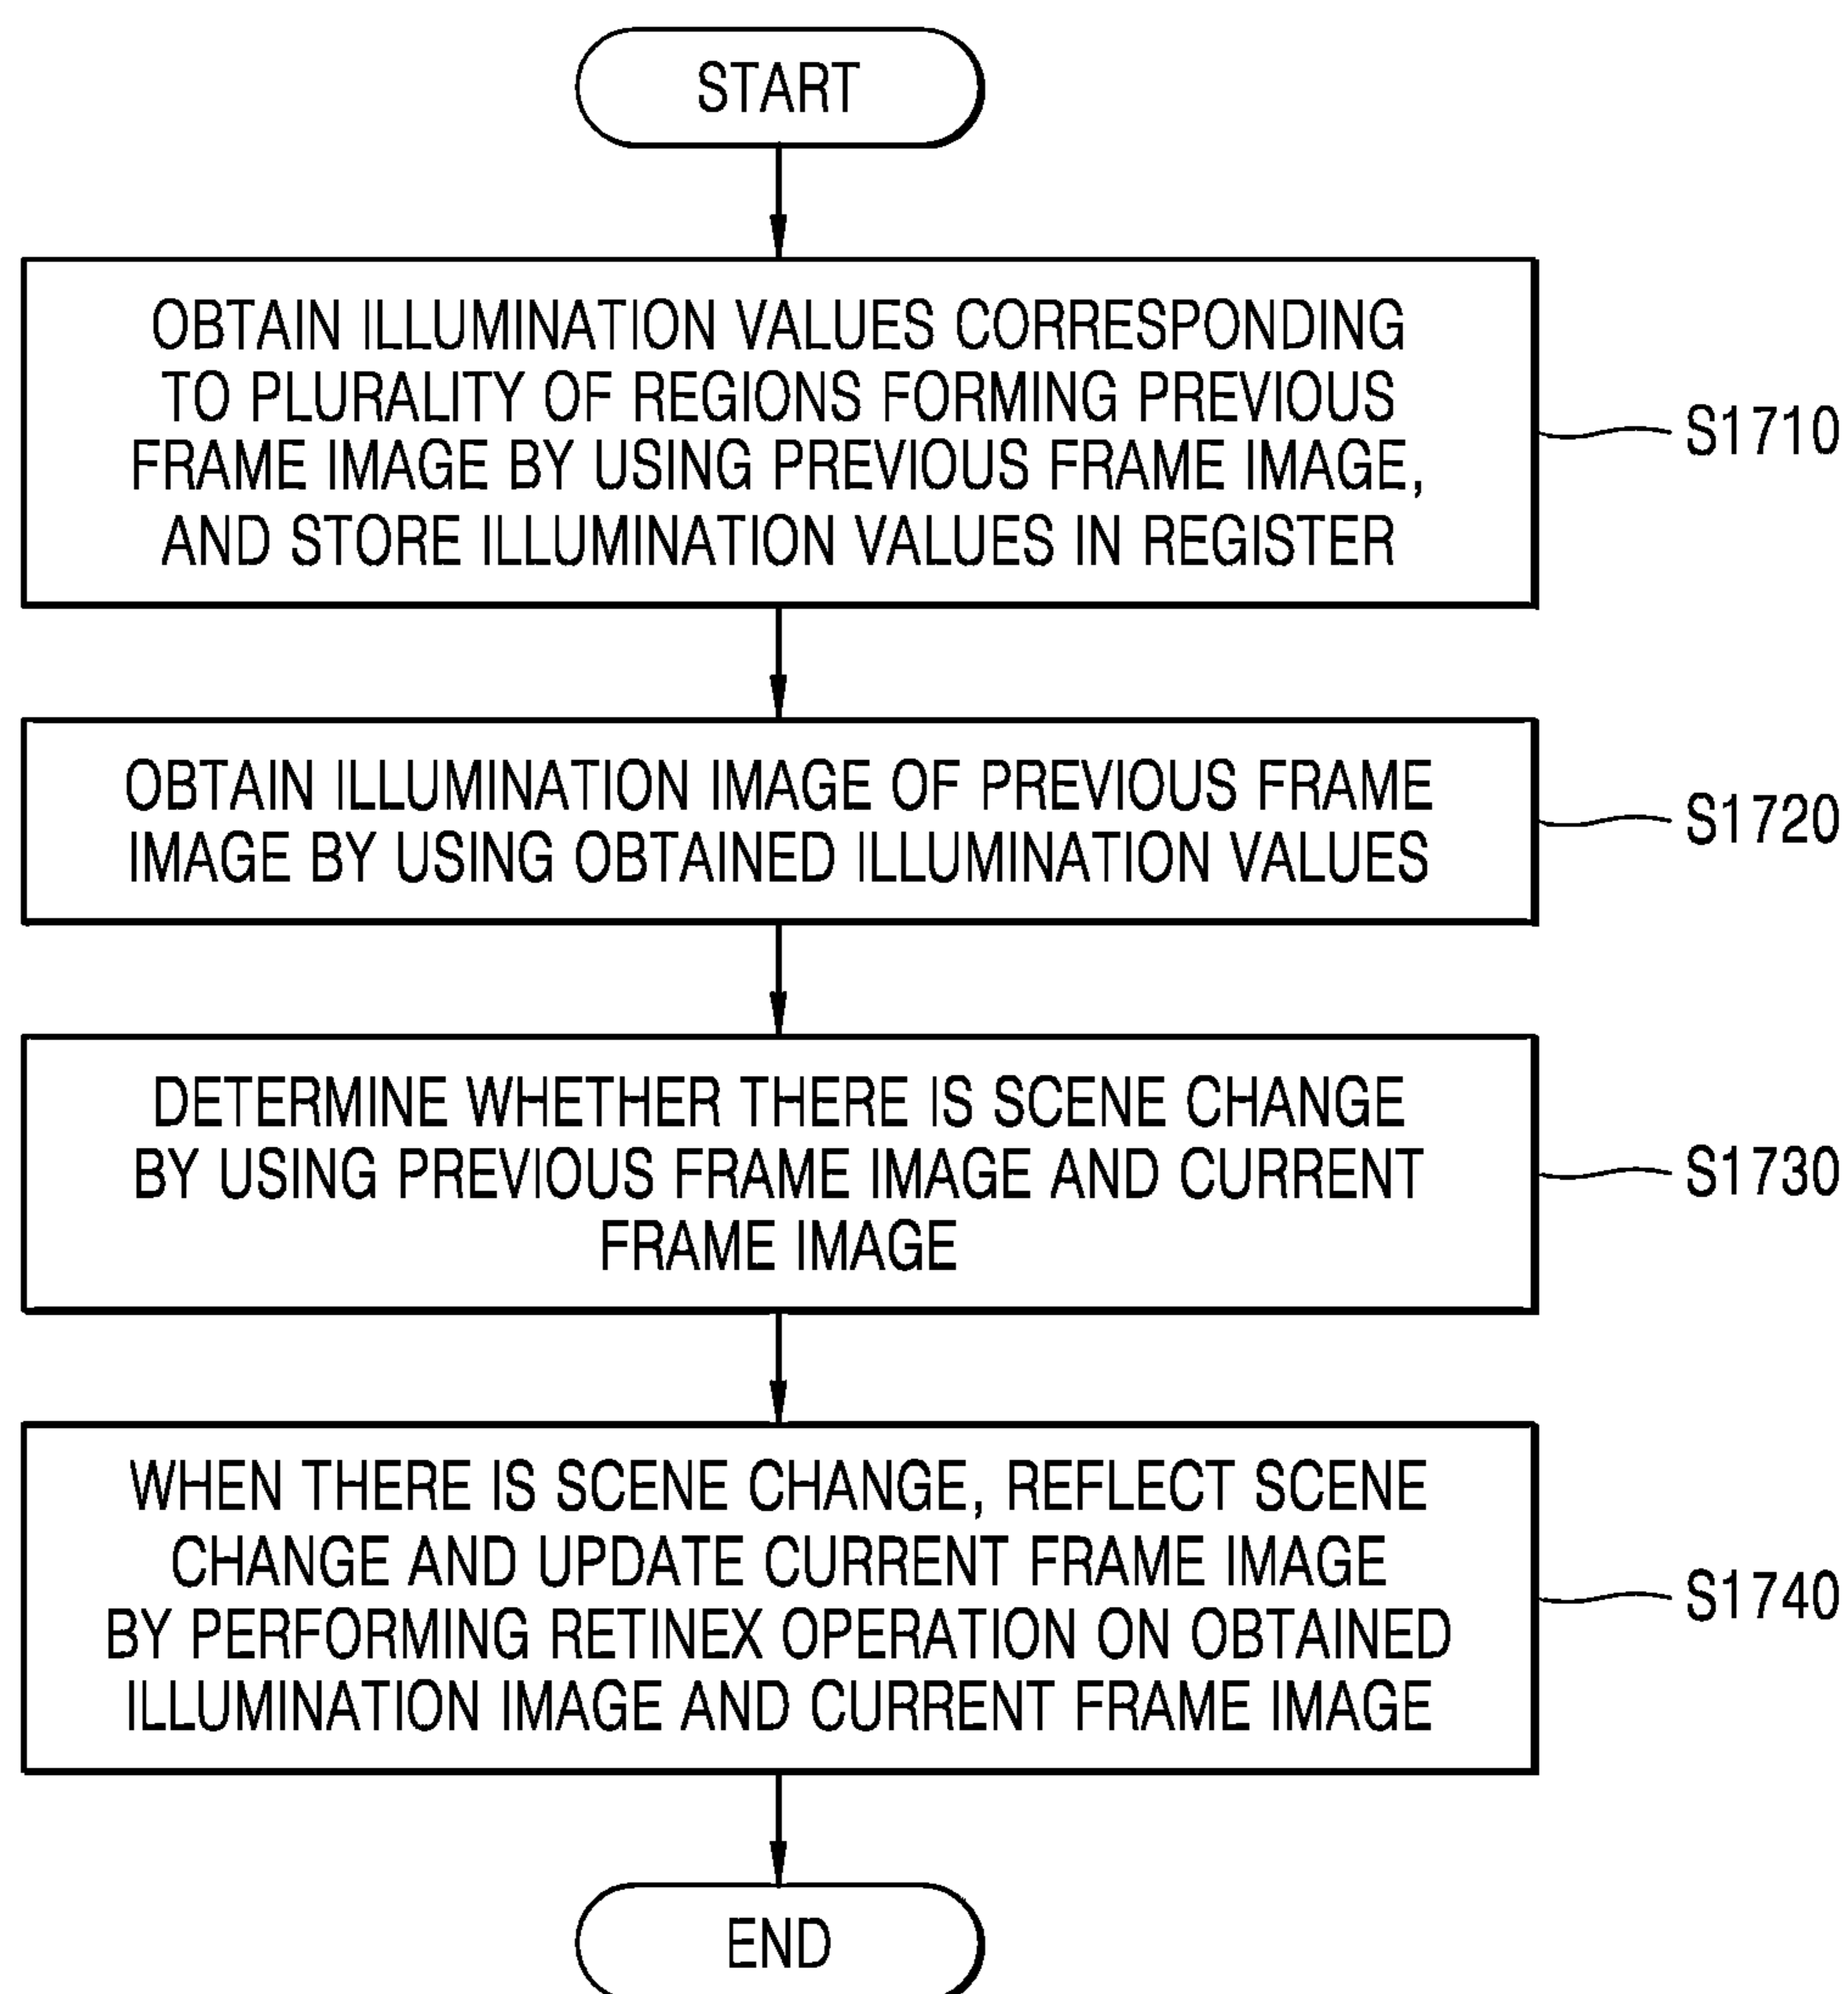 START
OBTAIN ILLUMINATION VALUES CORRESPONDING
TO PLURALITY OF REGIONS FORMING PREVIOUS
FRAME IMAGE BY USING PREVIOUS FRAME IMAGE,
AND STORE ILLUMINATION VALUES IN REGISTER
S1710
OBTAIN ILLUMINATION IMAGE OF PREVIOUS FRAME
IMAGE BY USING OBTAINED ILLUMINATION VALUES
S1720
DETERMINE WHETHER THERE IS SCENE CHANGE
BY USING PREVIOUS FRAME IMAGE AND CURRENT
FRAME IMAGE
S1730
WHEN THERE IS SCENE CHANGE, REFLECT SCENE
CHANGE AND UPDATE CURRENT FRAME IMAGE
BY PERFORMING RETINEX OPERATION ON OBTAINED
ILLUMINATION IMAGE AND CURRENT FRAME IMAGE
S1740
END